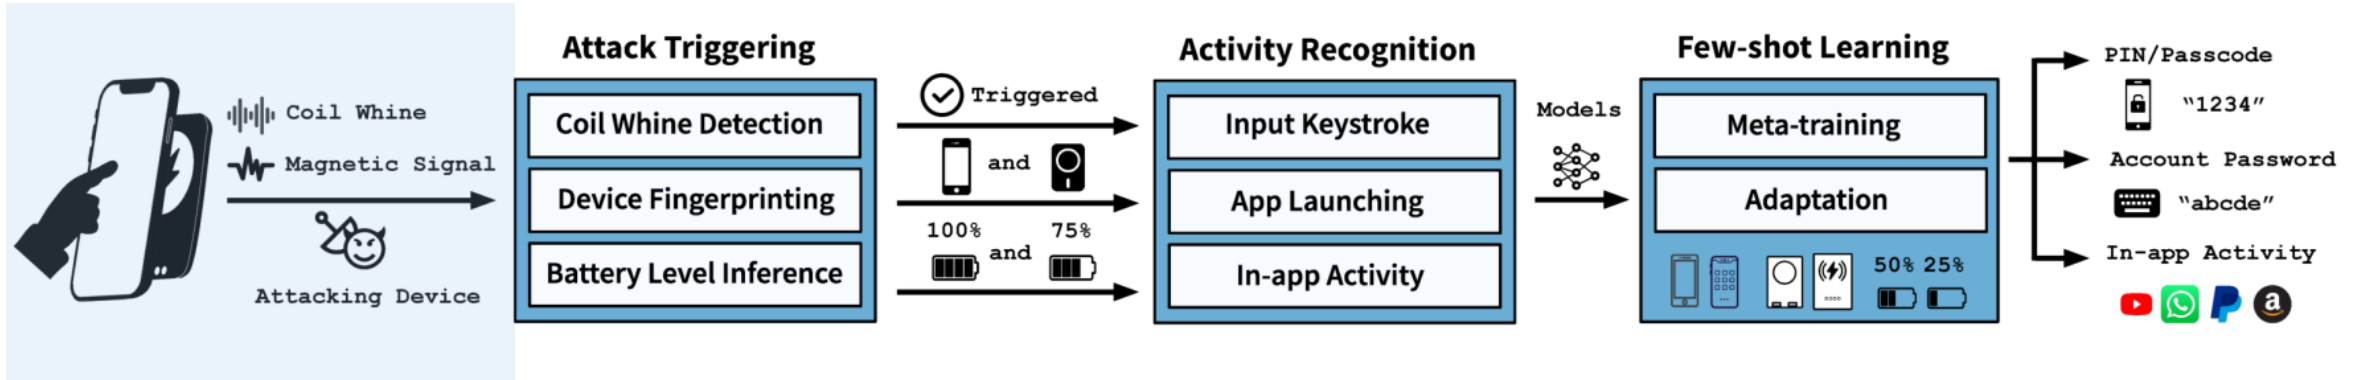 Coil Whine
Magnetic Signal
Attacking Device
Attack Triggering
Coil Whine Detection
Device Fingerprinting
Battery Level Inference
Triggered
and
100%
and
75%
Activity Recognition
Input Keystroke
App Launching
In-app Activity
Models
Few-shot Learning
Meta-training
Adaptation
50% 25%
PIN/Passcode
“1234”
Account Password
“abcde”
In-app Activity
a